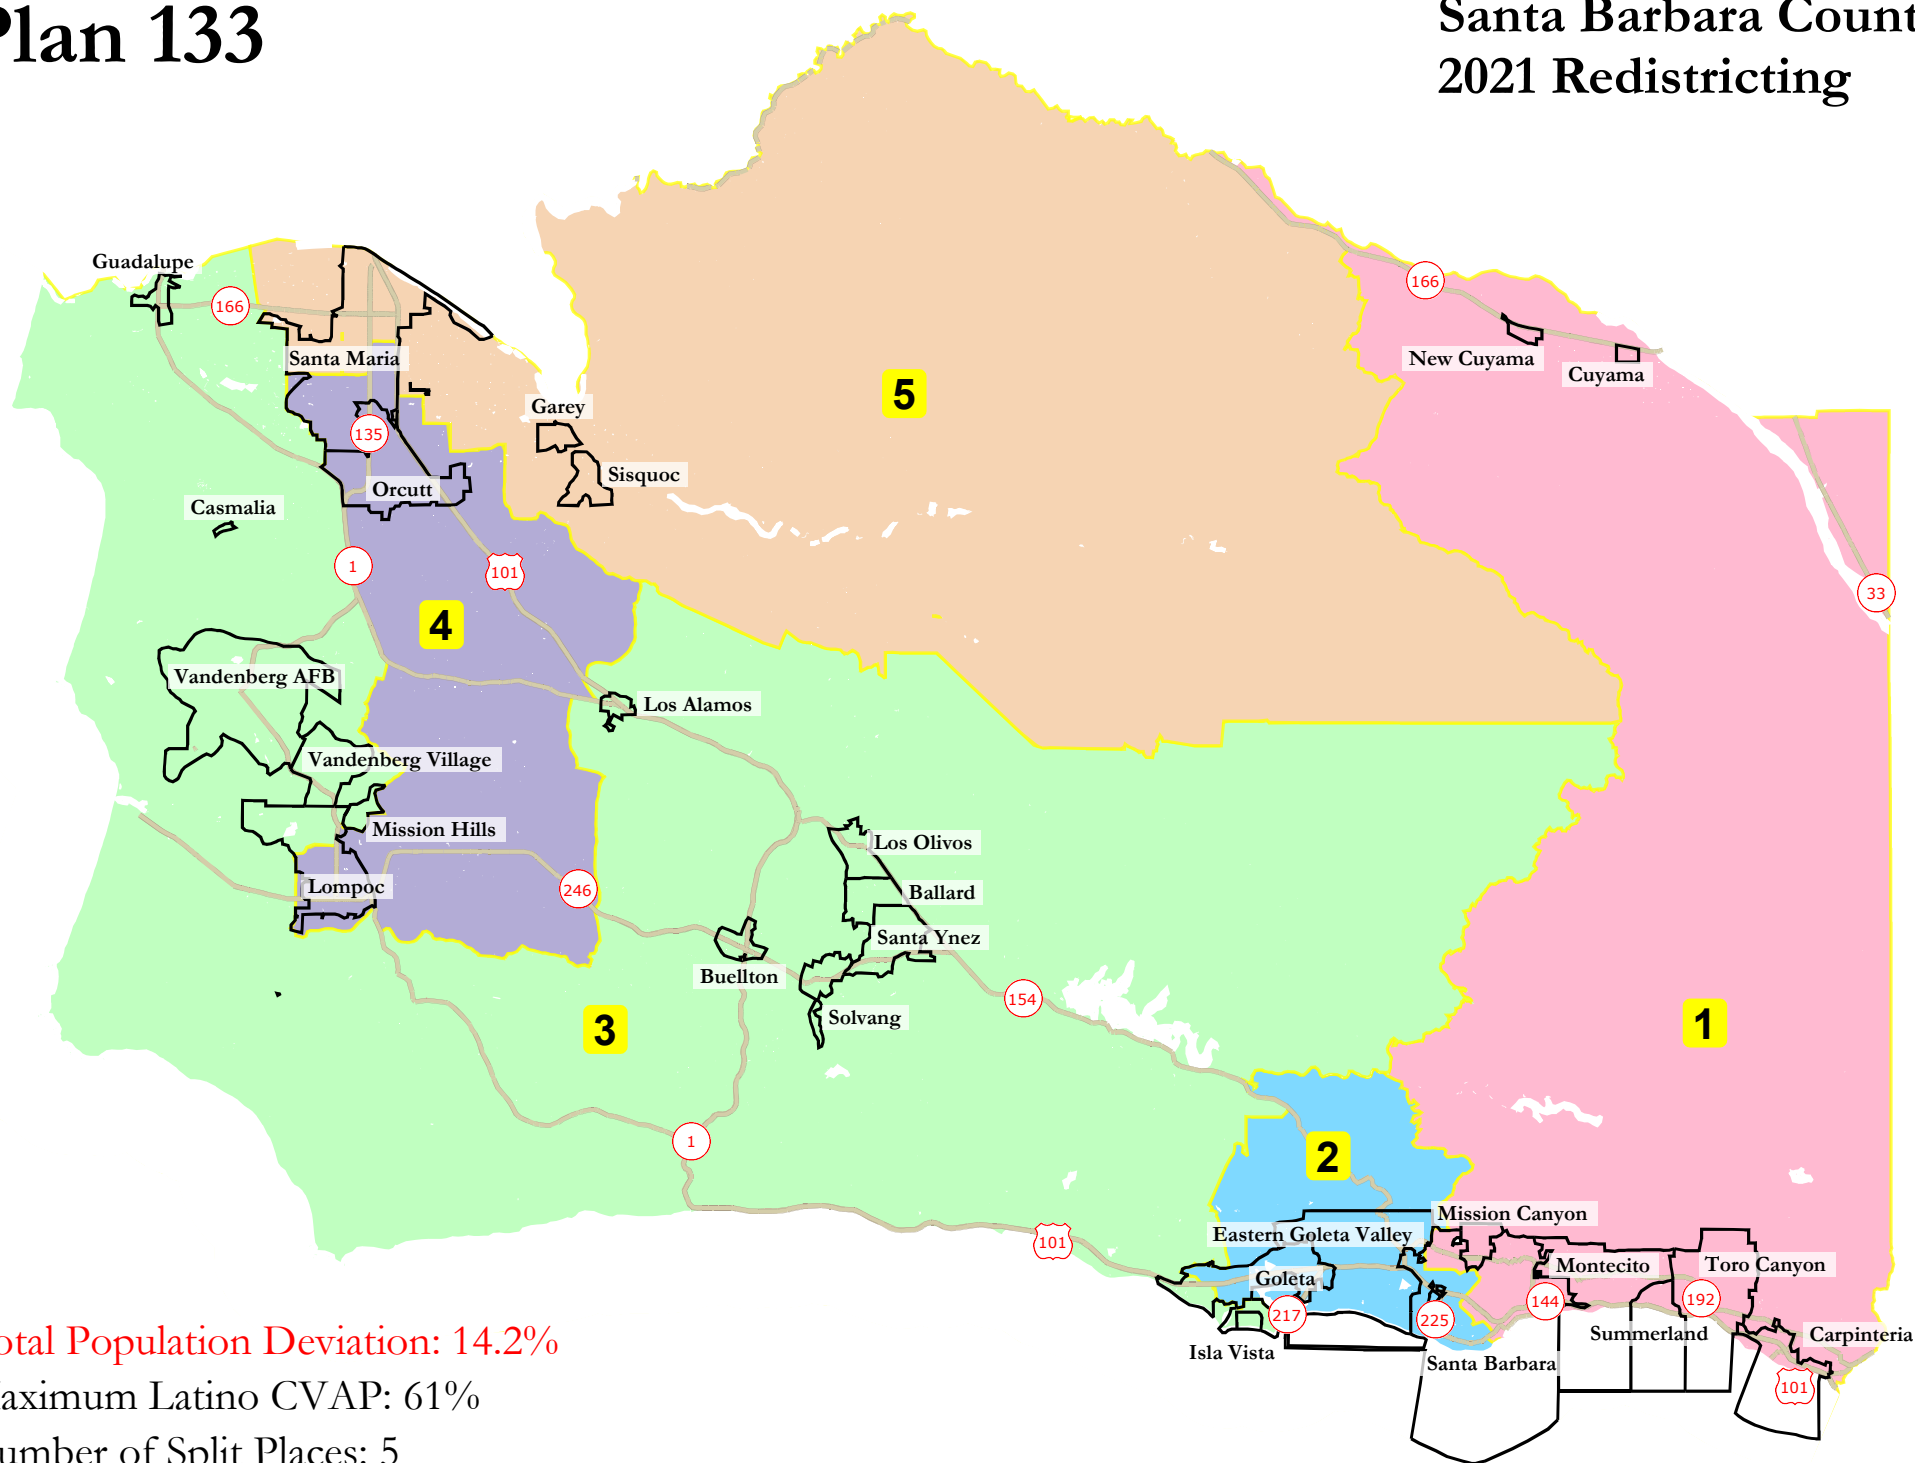 Plan 133
Santa Barbara Count
2021 Redistricting
Guadalupe
166
166
Santa Maria
New Cuyama
Cuyama
5
Garey
135
Sisquoc
Orcutt
Casmalia
1
101
33
4
Vandenberg AFB
Los Alamos
Vandenberg Village
Mission Hills
Los Olivos
Lompoc
246
Ballard
Santa Ynez
Buellton
154
Solvang
3
1
1
2
Mission Canyon
Eastern Goleta Valley
101
Goleta
Montecito
Toro Canyon
217
225
144
192
Summerland
Carpinteria
Isla Vista
Santa Barbara
101
otal Population Deviation: 14.2%
aximum Latino CVAP: 61%
umber of Split Places: 5